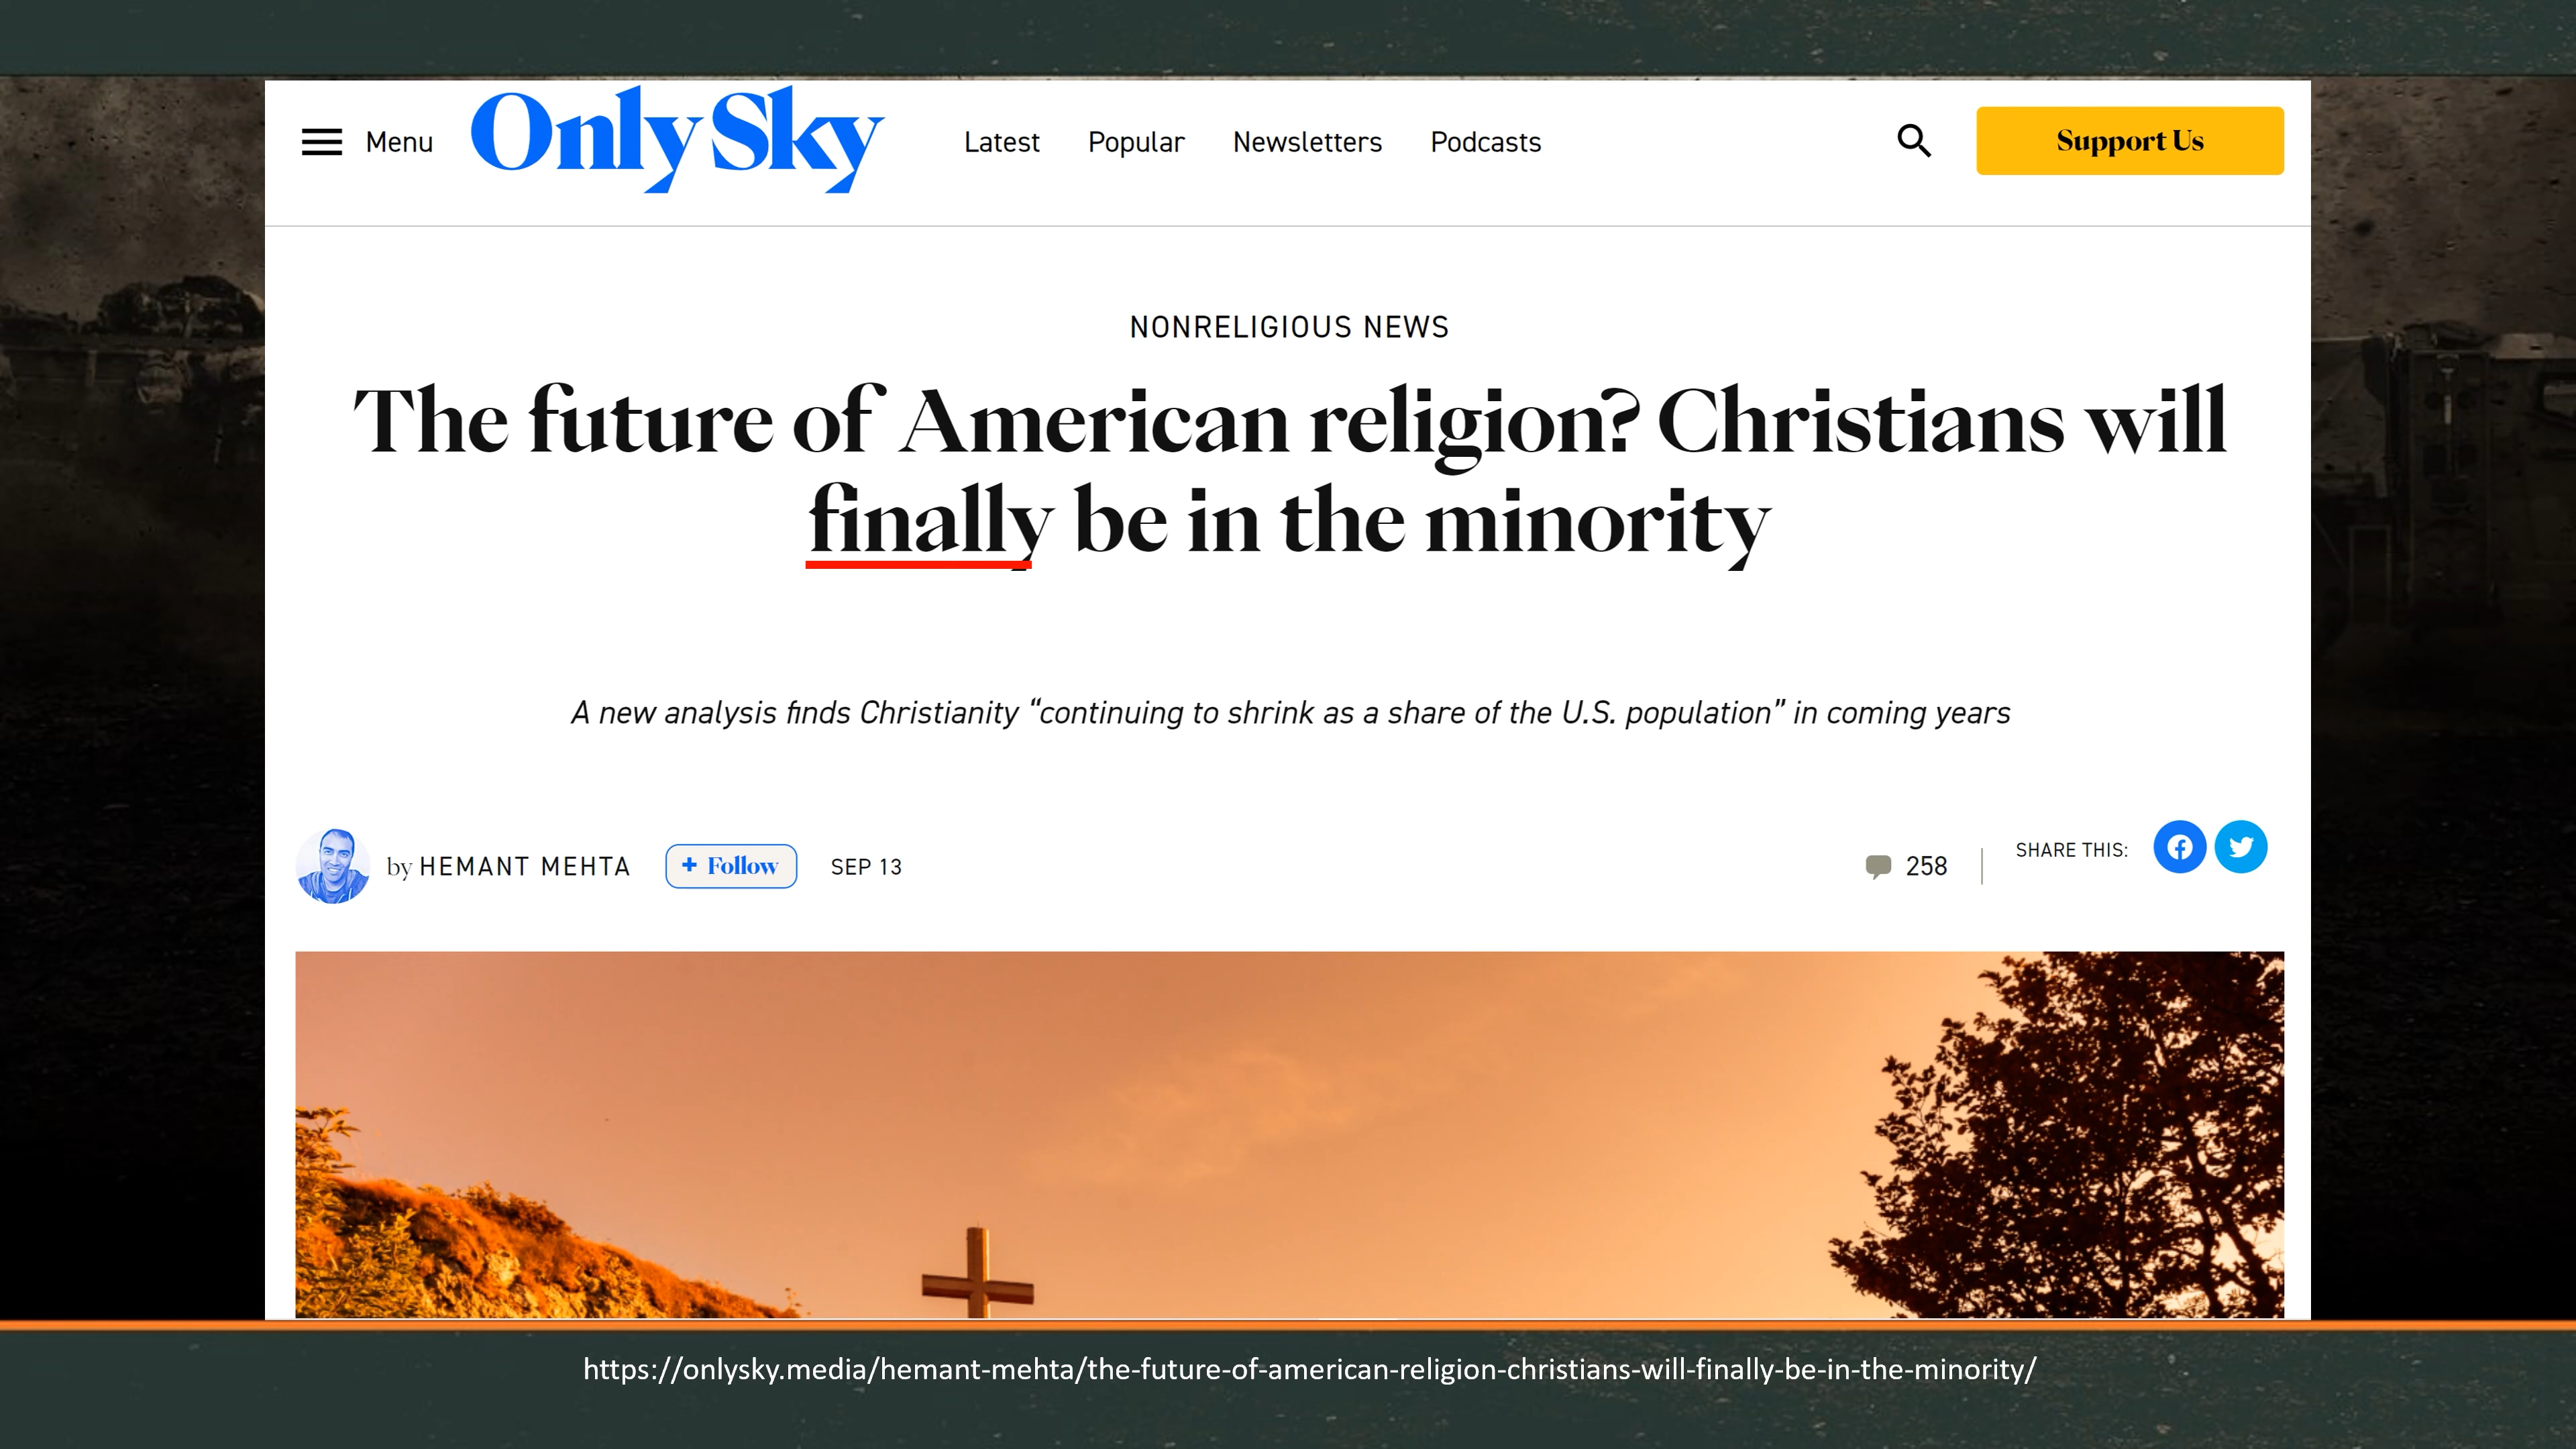 Menu
OnlySky
Latest
Popular
Newsletters
Podcasts
Support Us
NONRELIGIOUS NEWS
The future of American religion? Christians will
finally be in the minority
A new analysis finds Christianity “continuing to shrink as a share of the U.S. population” in coming years
by HEMANT MEHTA
+ Follow
SEP 13
258
SHARE THIS:
https://onlysky.media/hemant-mehta/the-future-of-american-religion-christians-will-finally-be-in-the-minority/